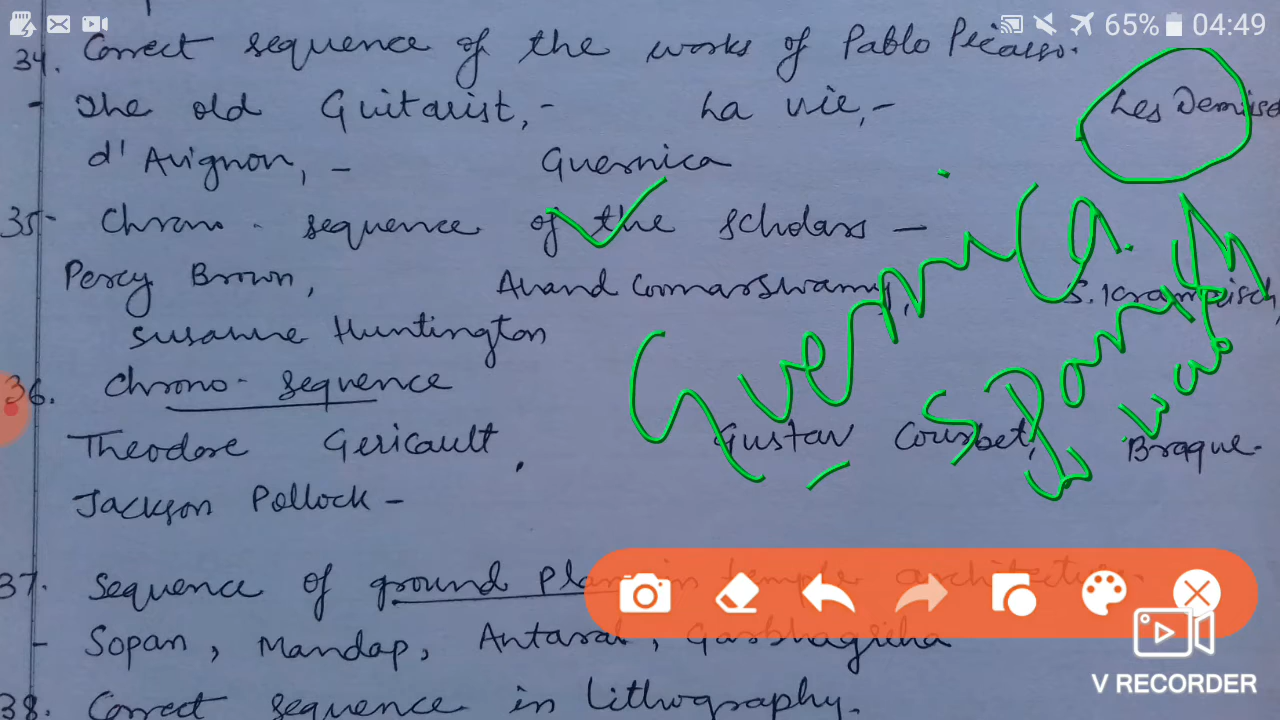 65% 04:49
34. Correct sequence of the works of Pablo Picasso.
- The old Guitarist, - La vie, - Les Demoise
d' Avignon, - Guernica
35- Chrono. sequence of the scholars -
Percy Brown, Anand Coomarswamy, S. Kramrisch,
Susanne Huntington
36. Chrono. sequence
Theodore Gericault, Gustav Courbet, Braque.
Jackson Pollock -
Guernica.
Spanish
war
37. sequence of ground plan in temple architecture.
- Sopan, Mandap, Antaral, Garbhagriha
38. Correct sequence in lithography.
V RECORDER